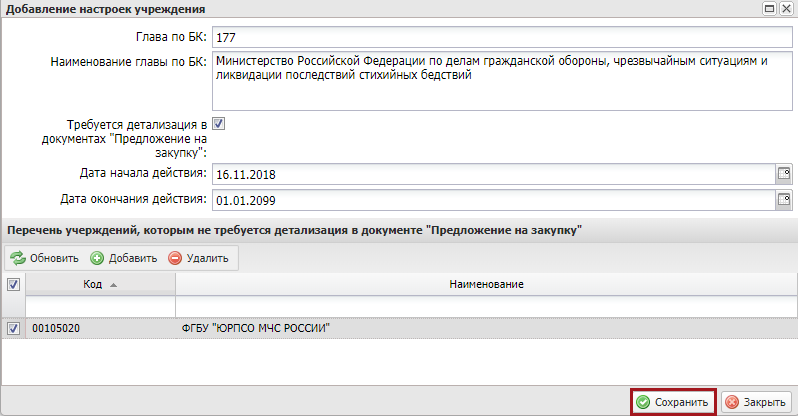 Добавление настроек учреждения
Глава по БК: 177
Наименование главы по БК: Министерство Российской Федерации по делам гражданской обороны, чрезвычайным ситуациям и
ликвидации последствий стихийных бедствий
Требуется детализация в
документах "Предложение на
закупку":
Дата начала действия: 16.11.2018
Дата окончания действия: 01.01.2099
Перечень учерждений, которым не требуется детализация в документе "Предложение на закупку"
Обновить Добавить Удалить
Код Наименование
00105020 ФГБУ "ЮРПСО МЧС РОССИИ"
Сохранить Закрыть